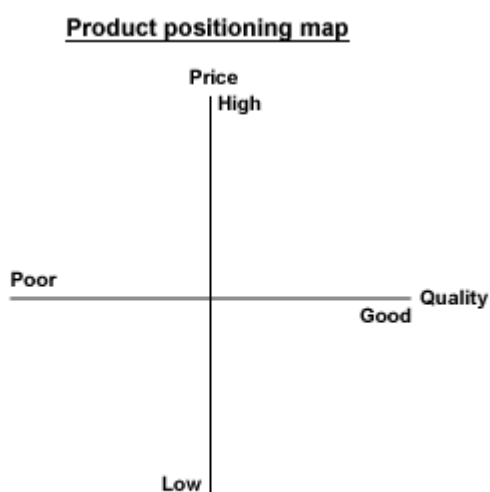 Product positioning map
Price
High
Poor
Quality
Good
Low